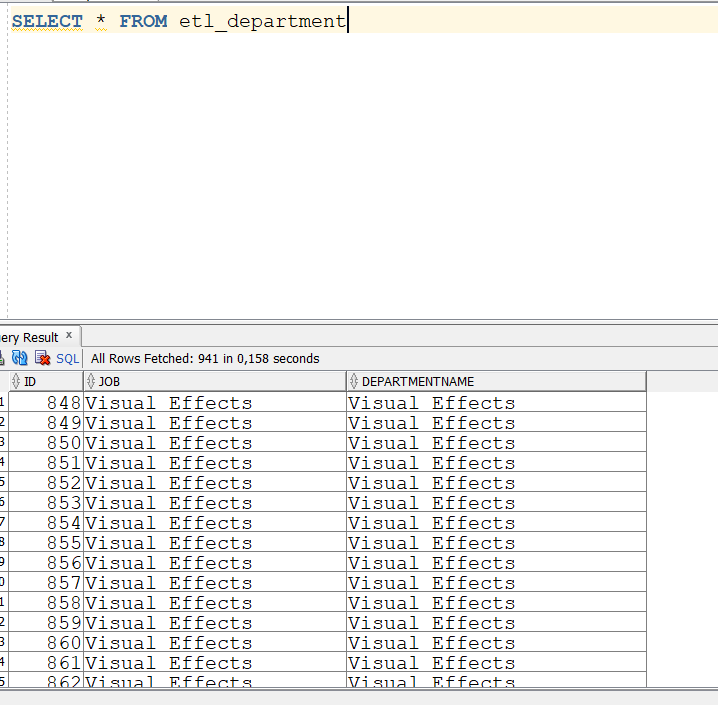 SELECT * FROM etl_department
ery Result x
SQL | All Rows Fetched: 941 in 0,158 seconds
ID JOB DEPARTMENTNAME
1 848 Visual Effects Visual Effects
2 849 Visual Effects Visual Effects
3 850 Visual Effects Visual Effects
4 851 Visual Effects Visual Effects
5 852 Visual Effects Visual Effects
6 853 Visual Effects Visual Effects
7 854 Visual Effects Visual Effects
8 855 Visual Effects Visual Effects
9 856 Visual Effects Visual Effects
0 857 Visual Effects Visual Effects
1 858 Visual Effects Visual Effects
2 859 Visual Effects Visual Effects
3 860 Visual Effects Visual Effects
4 861 Visual Effects Visual Effects
5 862 Visual Effects Visual Effects